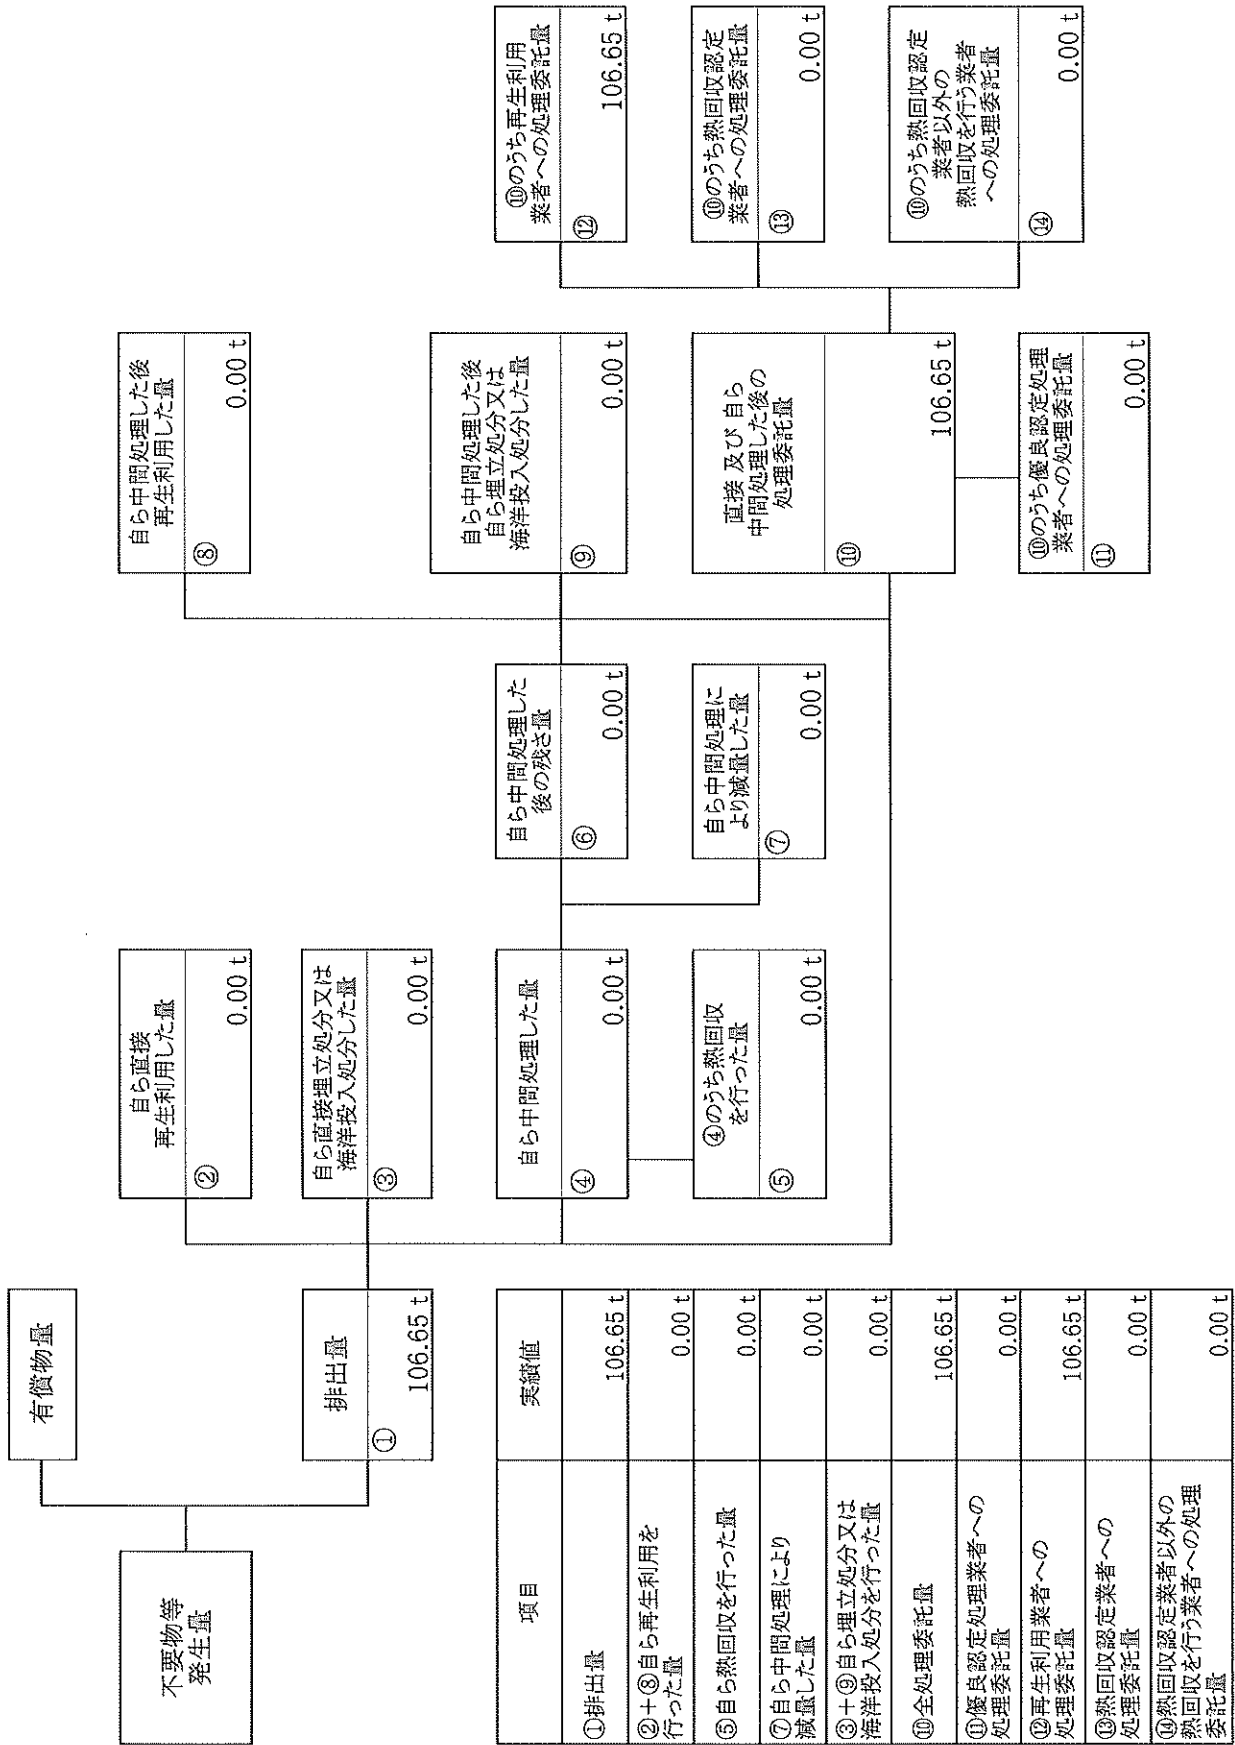 不要物等
発生量
有償物量
排出量
①
106.65 t
自ら直接
再生利用した量
②
0.00 t
自ら直接埋立処分又は
海洋投入処分した量
③
0.00 t
自ら中間処理した量
④
0.00 t
④のうち熱回収
を行った量
⑤
0.00 t
自ら中間処理した
後の残さ量
⑥
0.00 t
自ら中間処理に
より減量した量
⑦
0.00 t
自ら中間処理した後
再生利用した量
⑧
0.00 t
自ら中間処理した後
自ら埋立処分又は
海洋投入処分した量
⑨
0.00 t
直接及び自ら
中間処理した後の
処理委託量
⑩
106.65 t
⑩のうち優良認定処理
業者への処理委託量
⑪
0.00 t
⑩のうち再生利用
業者への処理委託量
⑫
106.65 t
⑩のうち熱回収認定
業者への処理委託量
⑬
0.00 t
⑩のうち熱回収認定
業者以外の
熱回収を行う業者
への処理委託量
⑭
0.00 t
項目
実績値
①排出量
106.65 t
②+⑧自ら再生利用を
行った量
0.00 t
⑤自ら熱回収を行った量
0.00 t
⑦自ら中間処理により
減量した量
0.00 t
③+⑨自ら埋立処分又は
海洋投入処分を行った量
0.00 t
⑩全処理委託量
106.65 t
⑪優良認定処理業者への
処理委託量
0.00 t
⑫再生利用業者への
処理委託量
106.65 t
⑬熱回収認定業者への
処理委託量
0.00 t
⑭熱回収認定業者以外の
熱回収を行う業者への処理
委託量
0.00 t